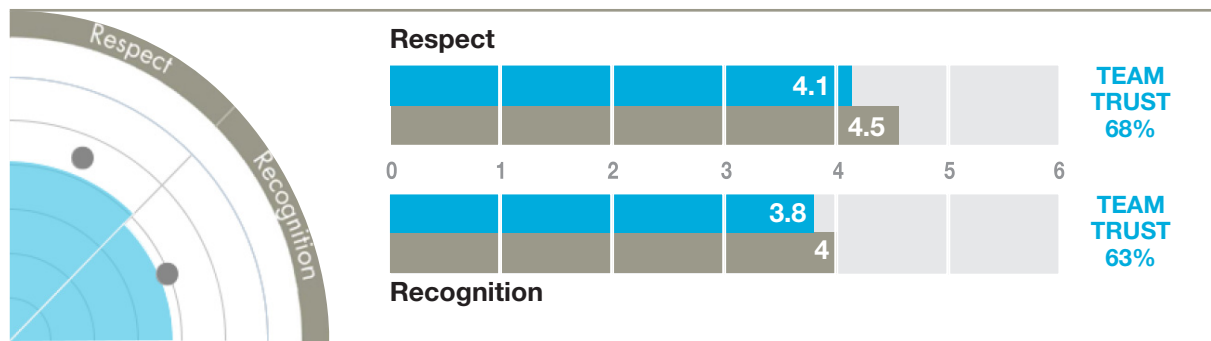 Respect
Recognition
Respect
4.1
4.5
TEAM
TRUST
68%
0 1 2 3 4 5 6
3.8
4
TEAM
TRUST
63%
Recognition